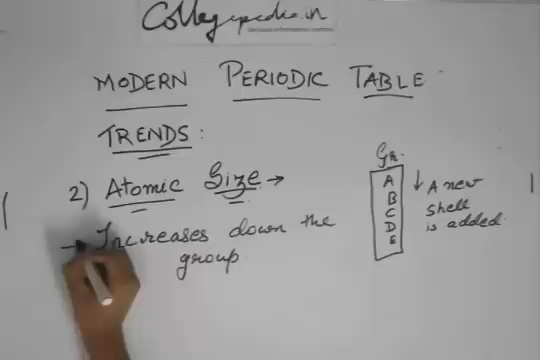 Collegepedia.in
MODERN PERIODIC TABLE
TRENDS:
2) Atomic Size →
→ Increases down the
group.
Gr.
A
B
C
D
E
↓ A new
shell
is added.